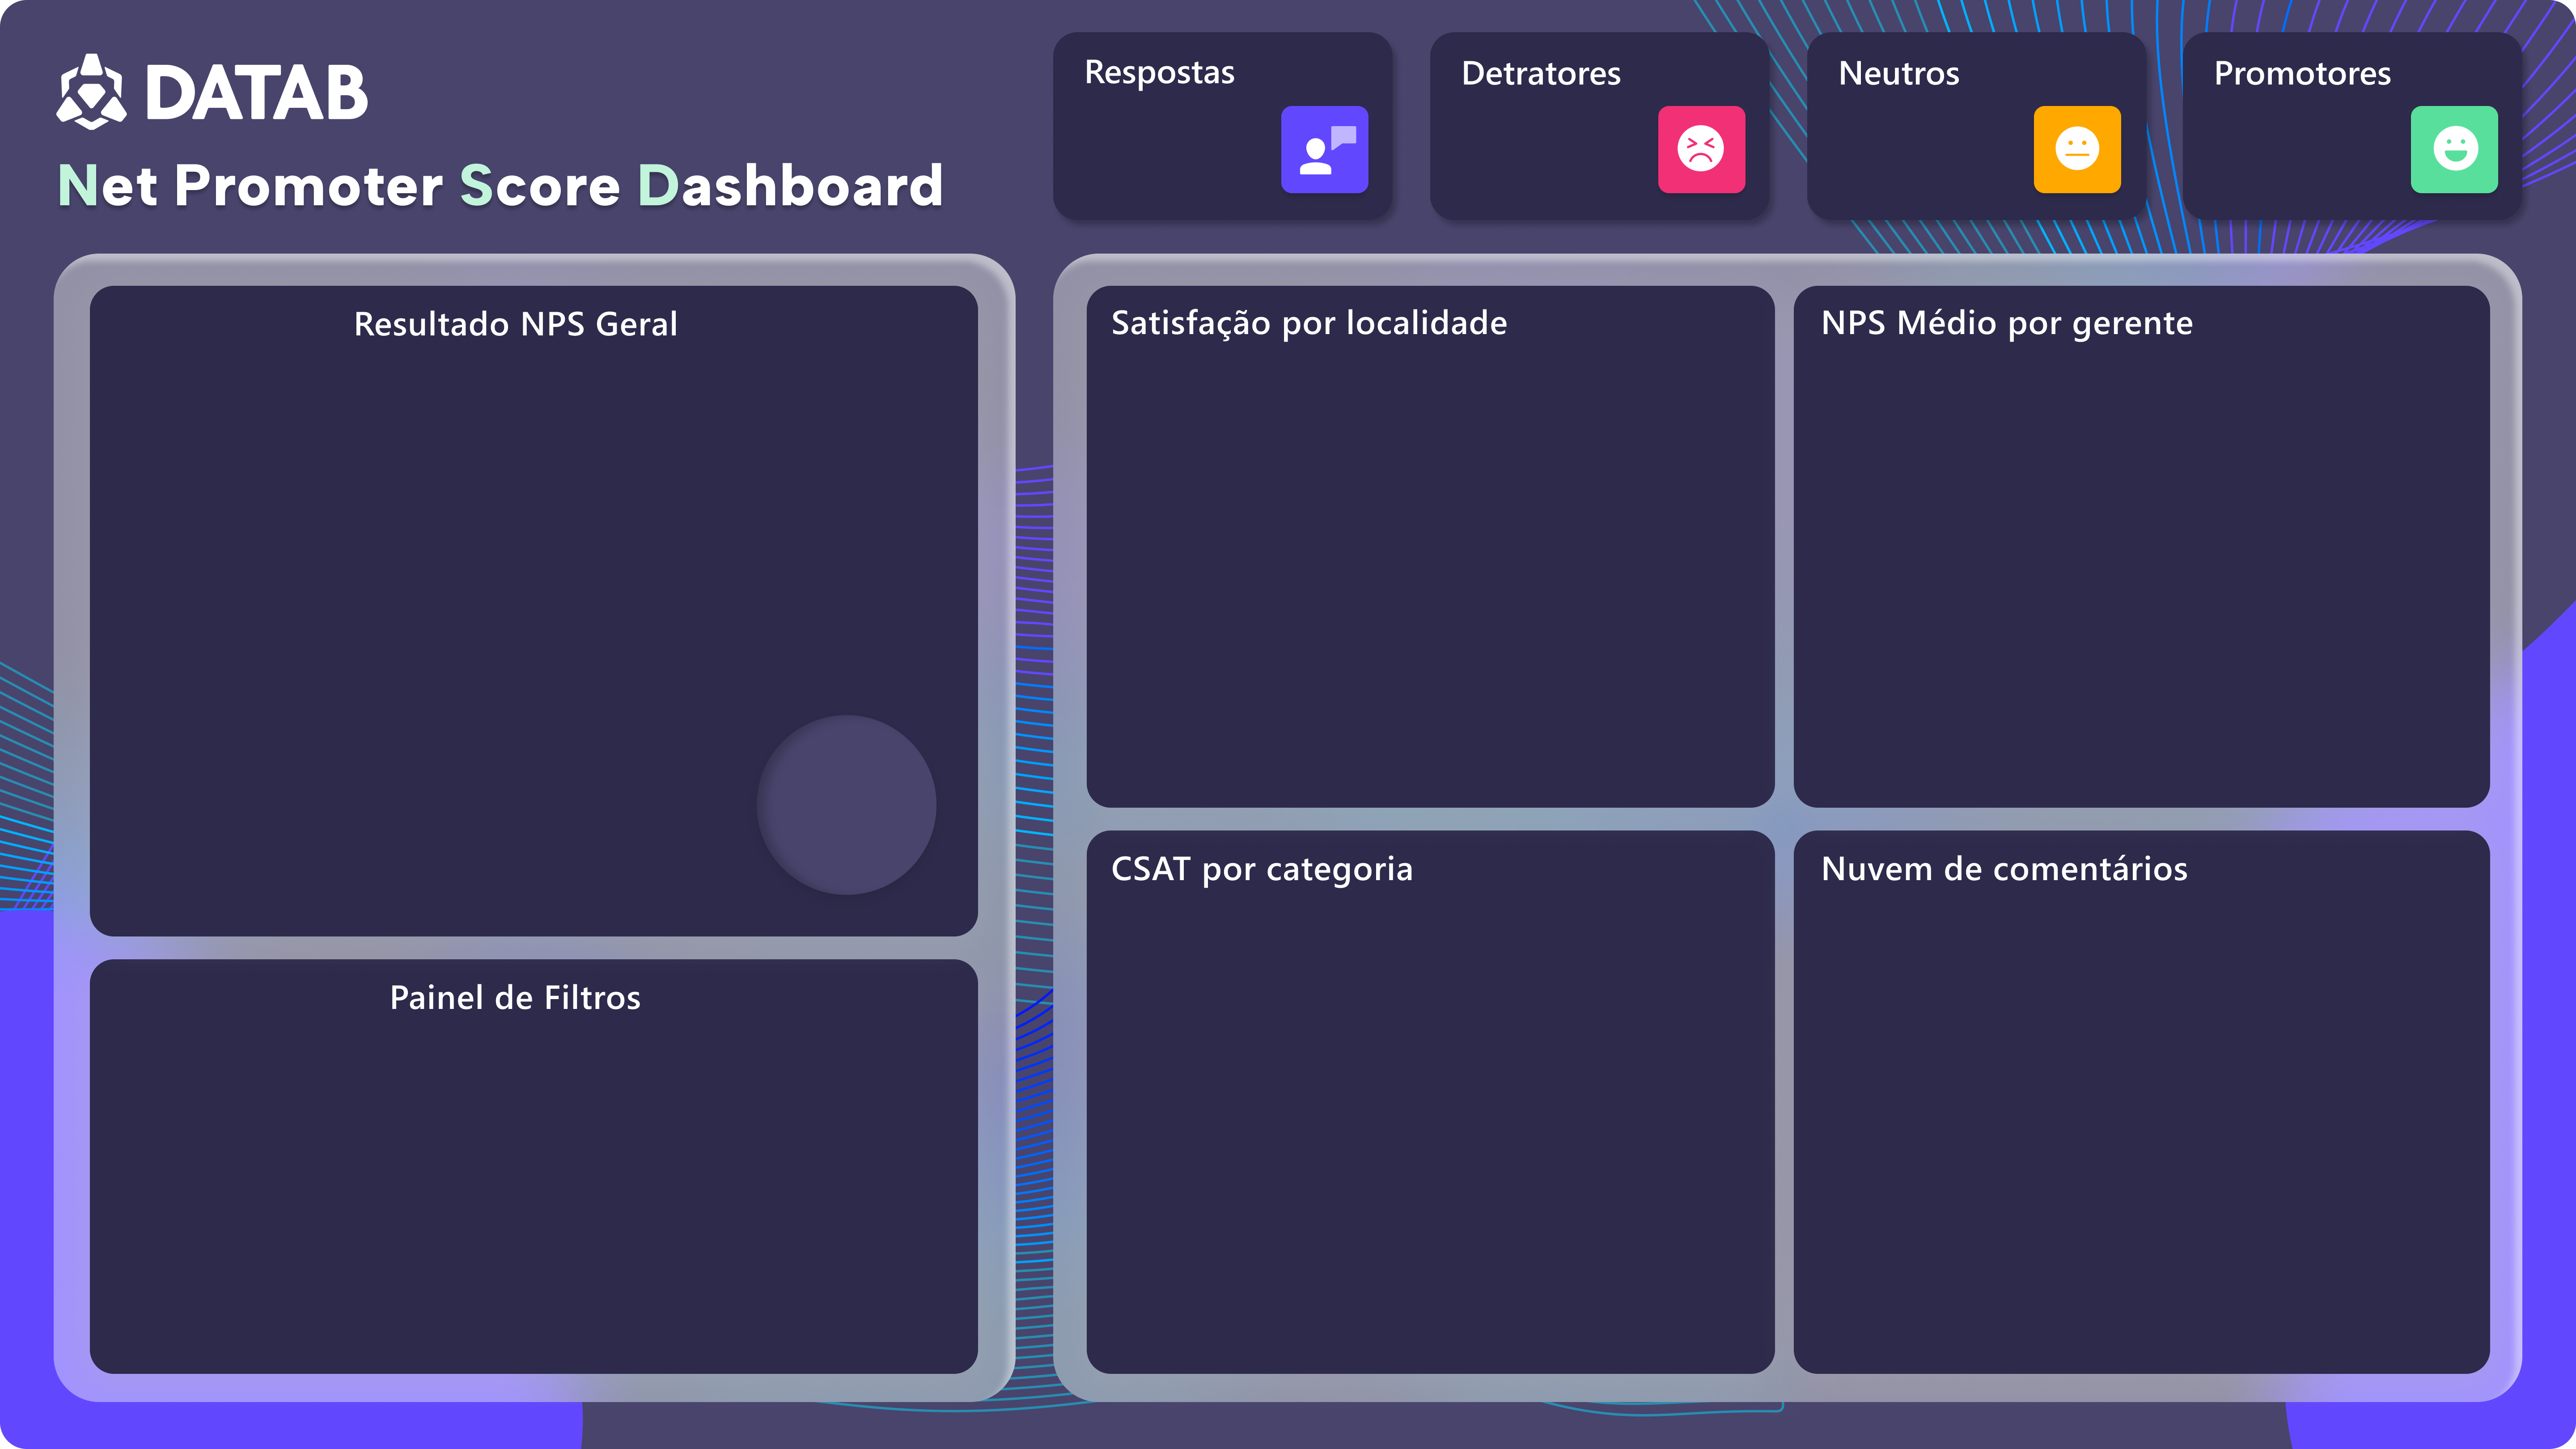 DATAB
Net Promoter Score Dashboard
Respostas
Detratores
Neutros
Promotores
Resultado NPS Geral
Satisfação por localidade
NPS Médio por gerente
CSAT por categoria
Nuvem de comentários
Painel de Filtros